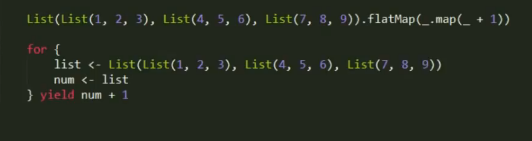 List(List(1, 2, 3), List(4, 5, 6), List(7, 8, 9)).flatMap(_.map(_ + 1))
for {
list <- List(List(1, 2, 3), List(4, 5, 6), List(7, 8, 9))
num <- list
} yield num + 1